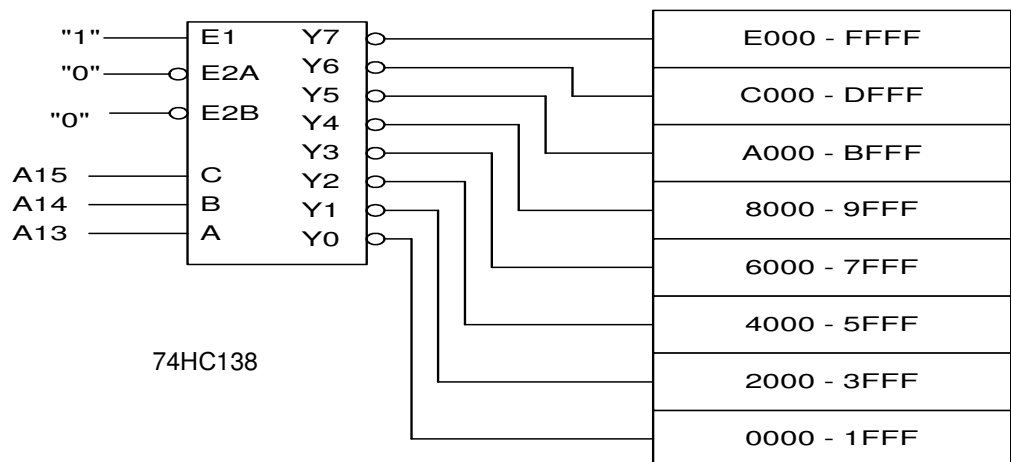 "1" E1 Y7 E000 - FFFF
"0" E2A Y6 C000 - DFFF
"0" E2B Y5 A000 - BFFF
Y4 8000 - 9FFF
Y3 6000 - 7FFF
A15 C Y2 4000 - 5FFF
A14 B Y1 2000 - 3FFF
A13 A Y0 0000 - 1FFF
74HC138